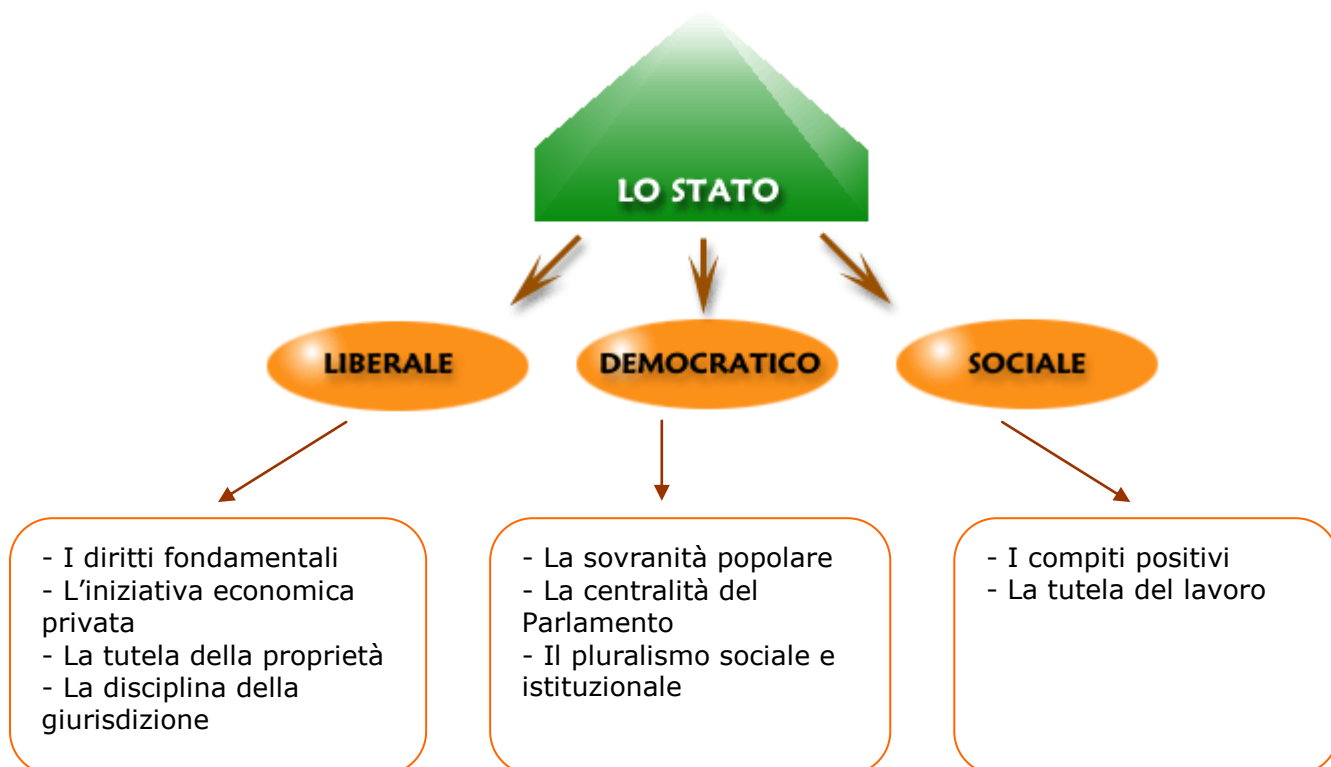 LO STATO
LIBERALE
DEMOCRATICO
SOCIALE
- I diritti fondamentali
- L’iniziativa economica
privata
- La tutela della proprietà
- La disciplina della
giurisdizione
- La sovranità popolare
- La centralità del
Parlamento
- Il pluralismo sociale e
istituzionale
- I compiti positivi
- La tutela del lavoro